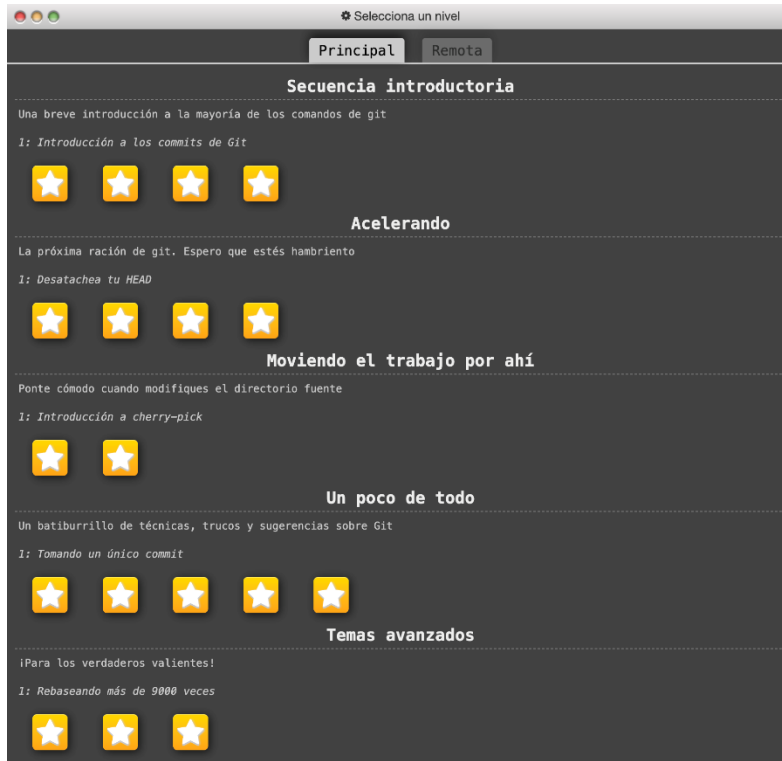 Selecciona un nivel
Principal Remota
Secuencia introductoria
Una breve introducción a la mayoría de los comandos de git
1: Introducción a los commits de Git
Acelerando
La próxima ración de git. Espero que estés hambriento
1: Desatachea tu HEAD
Moviendo el trabajo por ahí
Ponte cómodo cuando modifiques el directorio fuente
1: Introducción a cherry-pick
Un poco de todo
Un batiburrillo de técnicas, trucos y sugerencias sobre Git
1: Tomando un único commit
Temas avanzados
¡Para los verdaderos valientes!
1: Rebaseando más de 9000 veces